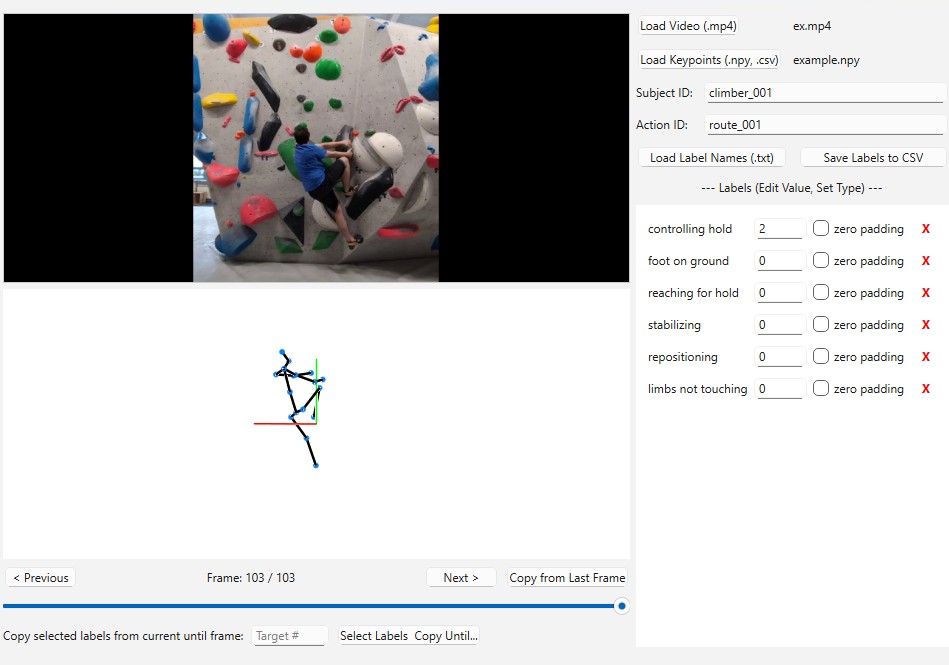 Load Video (.mp4) ex.mp4
Load Keypoints (.npy, .csv) example.npy
Subject ID: climber_001
Action ID: route_001
Load Label Names (.txt) Save Labels to CSV
--- Labels (Edit Value, Set Type) ---
controlling hold 2 zero padding X
foot on ground 0 zero padding X
reaching for hold 0 zero padding X
stabilizing 0 zero padding X
repositioning 0 zero padding X
limbs not touching 0 zero padding X
< Previous Frame: 103 / 103 Next > Copy from Last Frame
Copy selected labels from current until frame: Target # Select Labels Copy Until...